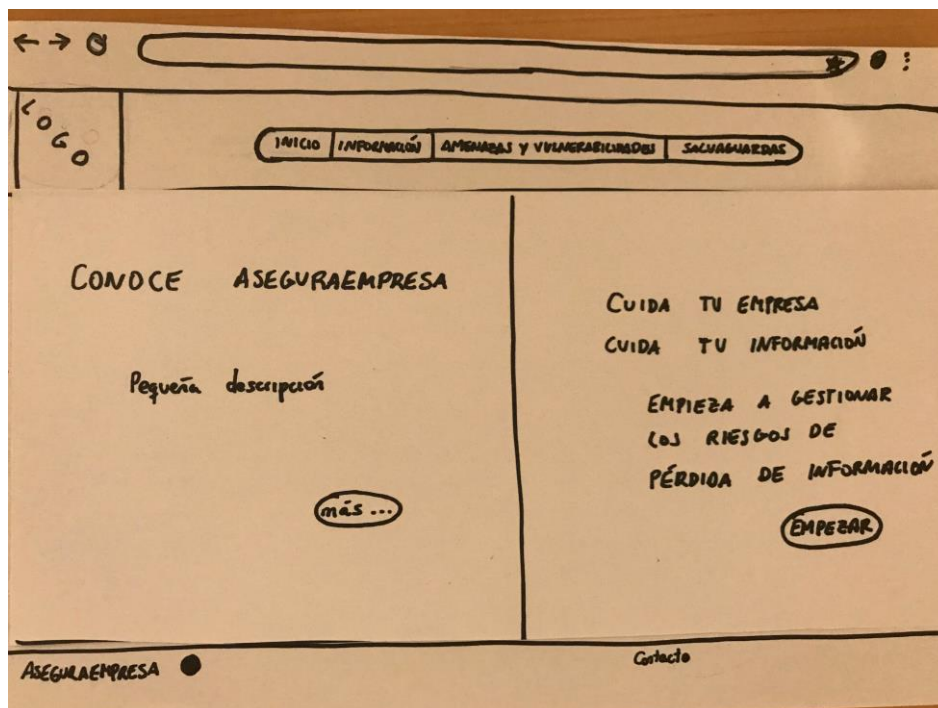 LOGO
INICIO INFORMACIÓN AMENAZAS Y VULNERABILIDADES SALVAGUARDAS
CONOCE ASEGURAEMPRESA
Pequeña descripción
más ...
CUIDA TU EMPRESA
CUIDA TU INFORMACIÓN
EMPIEZA A GESTIONAR
LOS RIESGOS DE
PÉRDIDA DE INFORMACIÓN
EMPEZAR
ASEGURAEMPRESA
Contacto